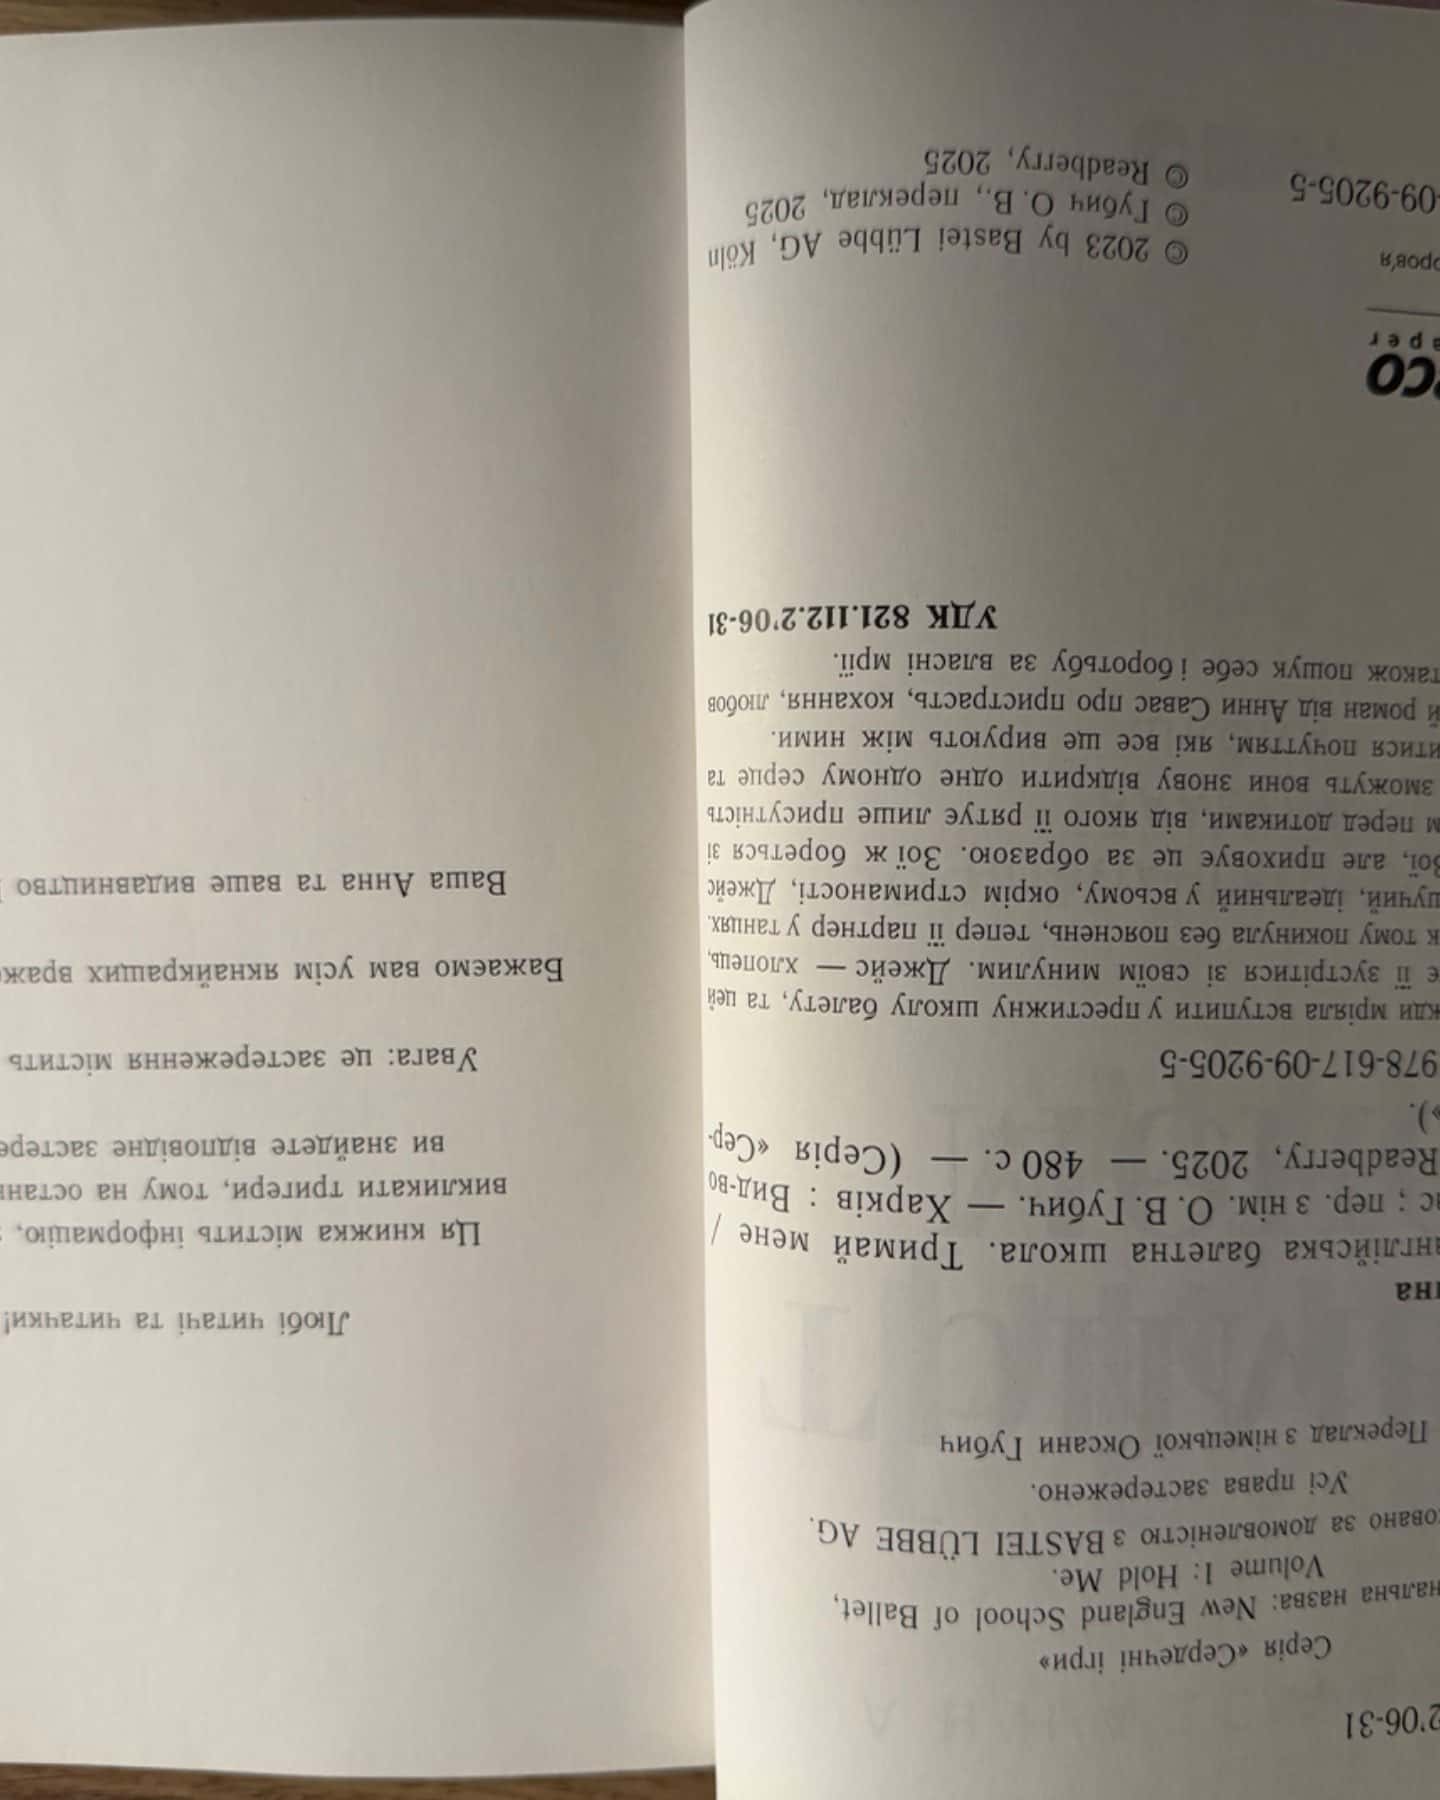 2'06-31
Серія «Сердечні ігри»
нальна назва: New England School of Ballet,
Volume 1: Hold Me.
овано за домовленістю з BASTEI LÜBBE AG.
Усі права застережено.
Переклад з німецької Оксани Губич
на
нглійська балетна школа. Тримай мене /
ас ; пер. з нім. О. В. Губич. — Харків : Вид-во
Readberry, 2025. — 480 с. — (Серія «Сер-
»).
978-617-09-9205-5
жди мріяла вступити у престижну школу балету, та цей
є її зустрітися зі своїм минулим. Джейс — хлопець,
к тому покинула без пояснень, тепер її партнер у танцях.
шучий, ідеальний у всьому, окрім стриманості, Джейс
Зої, але приховує це за образою. Зої ж бореться зі
м перед дотиками, від якого її рятує лише присутність
зможуть вони знову відкрити одне одному серце та
итися почуттям, які все ще вирують між ними.
й роман від Анни Савас про пристрасть, кохання, любов
також пошук себе і боротьбу за власні мрії.
УДК 821.112.2'06-31
eco
aper
оров'я
-09-9205-5
© 2023 by Bastei Lübbe AG, Köln
© Губич О. В., переклад, 2025
© Readberry, 2025
Любі читачі та читачки!
Ця книжка містить інформацію,
викликати тригери, тому на останн
ви знайдете відповідне застере
Увага: це застереження містить
Бажаємо вам усім якнайкращих враже
Ваша Анна та ваше видавництво